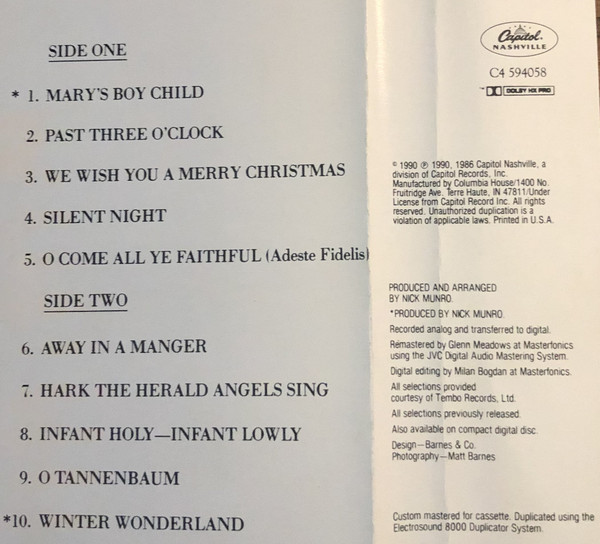 SIDE ONE
* 1. MARY'S BOY CHILD
2. PAST THREE O'CLOCK
3. WE WISH YOU A MERRY CHRISTMAS
4. SILENT NIGHT
5. O COME ALL YE FAITHFUL (Adeste Fidelis)
SIDE TWO
6. AWAY IN A MANGER
7. HARK THE HERALD ANGELS SING
8. INFANT HOLY—INFANT LOWLY
9. O TANNENBAUM
*10. WINTER WONDERLAND
Capitol
NASHVILLE
C4 594058
DOLBY HX PRO
© 1990 ℗ 1990, 1986 Capitol Nashville, a
division of Capitol Records, Inc.
Manufactured by Columbia House/1400 No.
Fruitridge Ave. Terre Haute, IN 47811/Under
License from Capitol Record Inc. All rights
reserved. Unauthorized duplication is a
violation of applicable laws. Printed in U.S.A.
PRODUCED AND ARRANGED
BY NICK MUNRO.
*PRODUCED BY NICK MUNRO.
Recorded analog and transferred to digital.
Remastered by Glenn Meadows at Masterfonics
using the JVC Digital Audio Mastering System.
Digital editing by Milan Bogdan at Masterfonics.
All selections provided
courtesy of Tembo Records, Ltd.
All selections previously released.
Also available on compact digital disc.
Design—Barnes & Co.
Photography—Matt Barnes
Custom mastered for cassette. Duplicated using the
Electrosound 8000 Duplicator System.